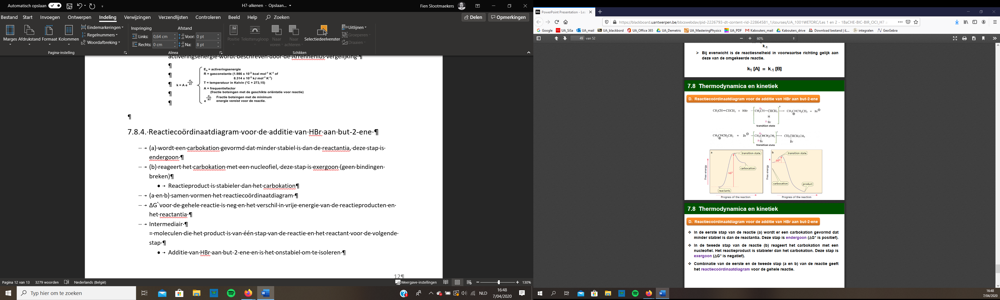 Automatisch opslaan
H7-alkenen - Opslaan...
Fien Slootmaekers
Bestand Start Invoegen Ontwerpen Indeling Verwijzingen Verzendlijsten Controleren Beeld Help Zoeken
Delen Opmerkingen
Marges Afdrukstand Formaat Kolommen
Eindemarkeringen
Regelnummers
Woordafbreking
Pagina-instelling
Inspringing Afstand
Links: 0,64 cm Voor: 0 pt
Rechts: 0 cm Na: 8 pt
Alinea
Positie Tekstterugloop Naar voren Naar achteren Selectiedeelvenster
Uitlijnen
Groeperen
Draaien
Schikken
activeringsenergie·wordt·beschreven·door·de·Arrenhenius·vergelijking·¶
¶
¶
¶
¶
¶
k = A e -Ea/RT
Ea = activeringsenergie
R = gasconstante (1.986 x 10-3 kcal mol-1 K-1 of
8.314 x 10-3 kJ mol-1 K-1)
T = temperatuur in Kelvin (°C + 273,15)
A = frequentiefactor
(fractie botsingen met de geschikte oriëntatie voor reactie)
e -Ea/RT Fractie botsingen met de minimum
energie vereist voor de reactie.
¶
7.8.4.·Reactiecoördinaatdiagram·voor·de·additie·van·HBr·aan·but-2-ene·¶
(a)·wordt·een·carbokation·gevormd·dat·minder·stabiel·is·dan·de·reactantia,·deze·stap·is·
endergoon·¶
(b)·reageert·het·carbokation·met·een·nucleofiel,·deze·stap·is·exergoon·(geen·bindingen·
breken)¶
Reactieproduct·is·stabieler·dan·het·carbokation¶
(a·en·b)·samen·vormen·het·reactiecoördinaatdiagram·¶
ΔG°·voor·de·gehele·reactie·is·neg·en·het·verschil·in·vrije·energie·van·de·reactieproducten·en·
het·reactantia·¶
Intermediair·¶
=·moleculen·die·het·product·is·van·één·stap·van·de·reactie·en·het·reactant·voor·de·volgende·
stap·¶
Additie·van·HBr·aan·but-2-ene·en·is·het·onstabiel·om·te·isoleren·¶
12¶
Pagina 12 van 13 3279 woorden Nederlands (België)
Weergave-instellingen 130%
Typ hier om te zoeken
NLD
16:48
7/04/2020
Bb PowerPoint Presentation - Les
https://blackboard.uantwerpen.be/bbcswebdav/pid-2226793-dt-content-rid-22864581_1/courses/UA_1001WETORC/Les 1 en 2 - 1BaCHE-BIC-BIR_OCI_H7
Google UA_SiSa UA_mail UA_blackbord UA_Office 365 UA_Demetris UA_MasteringPhysics UA_PDF Kabouters_mail Kabouters_drive Download bestand | iL... integralen GeoGebra
49 van 52
60%
k-1
Bij evenwicht is de reactiesnelheid in voorwaartse richting gelijk aan
deze van de omgekeerde reactie.
k1 [A] = k-1 [B]
7.8 Thermodynamica en kinetiek
D. Reactiecoördinaatdiagram voor de additie van HBr aan but-2-ene
CH3CH=CHCH3 + HBr CH3CH—CHCH3 CH3CHCH2CH3 + Br⊖
⊕
H
Br
transition state
CH3CHCH2CH3 + Br⊖ CH3CHCH2CH3 CH3CHCH2CH3
⊕ Br Br
transition state
a transition state
carbocation
ΔG‡
reactants
Free energy
Progress of the reaction
b transition state
ΔG‡
carbocation
product
Free energy
Progress of the reaction
7.8 Thermodynamica en kinetiek
D. Reactiecoördinaatdiagram voor de additie van HBr aan but-2-ene
In de eerste stap van de reactie (a) wordt er een carbokation gevormd dat
minder stabiel is dan de reactantia. Deze stap is endergoon (ΔG° is positief).
In de tweede stap van de reactie (b) reageert het carbokation met een
nucleofiel. Het reactieproduct is stabieler dan het carbokation. Deze stap is
exergoon (ΔG° is negatief).
Combinatie van de eerste en de tweede stap (a en b) van de reactie geeft
het reactiecoördinaatdiagram voor de gehele reactie.
16:48
7/04/2020